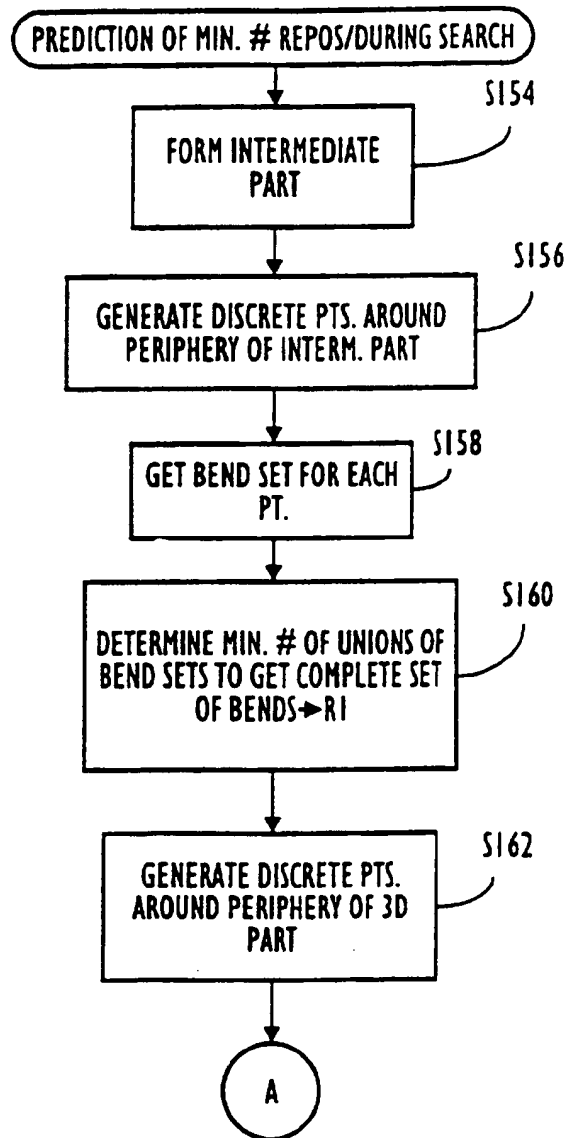 PREDICTION OF MIN. # REPOS/DURING SEARCH
S154
FORM INTERMEDIATE
PART
S156
GENERATE DISCRETE PTS. AROUND
PERIPHERY OF INTERM. PART
S158
GET BEND SET FOR EACH
PT.
S160
DETERMINE MIN. # OF UNIONS OF
BEND SETS TO GET COMPLETE SET
OF BENDS→R1
S162
GENERATE DISCRETE PTS.
AROUND PERIPHERY OF 3D
PART
A